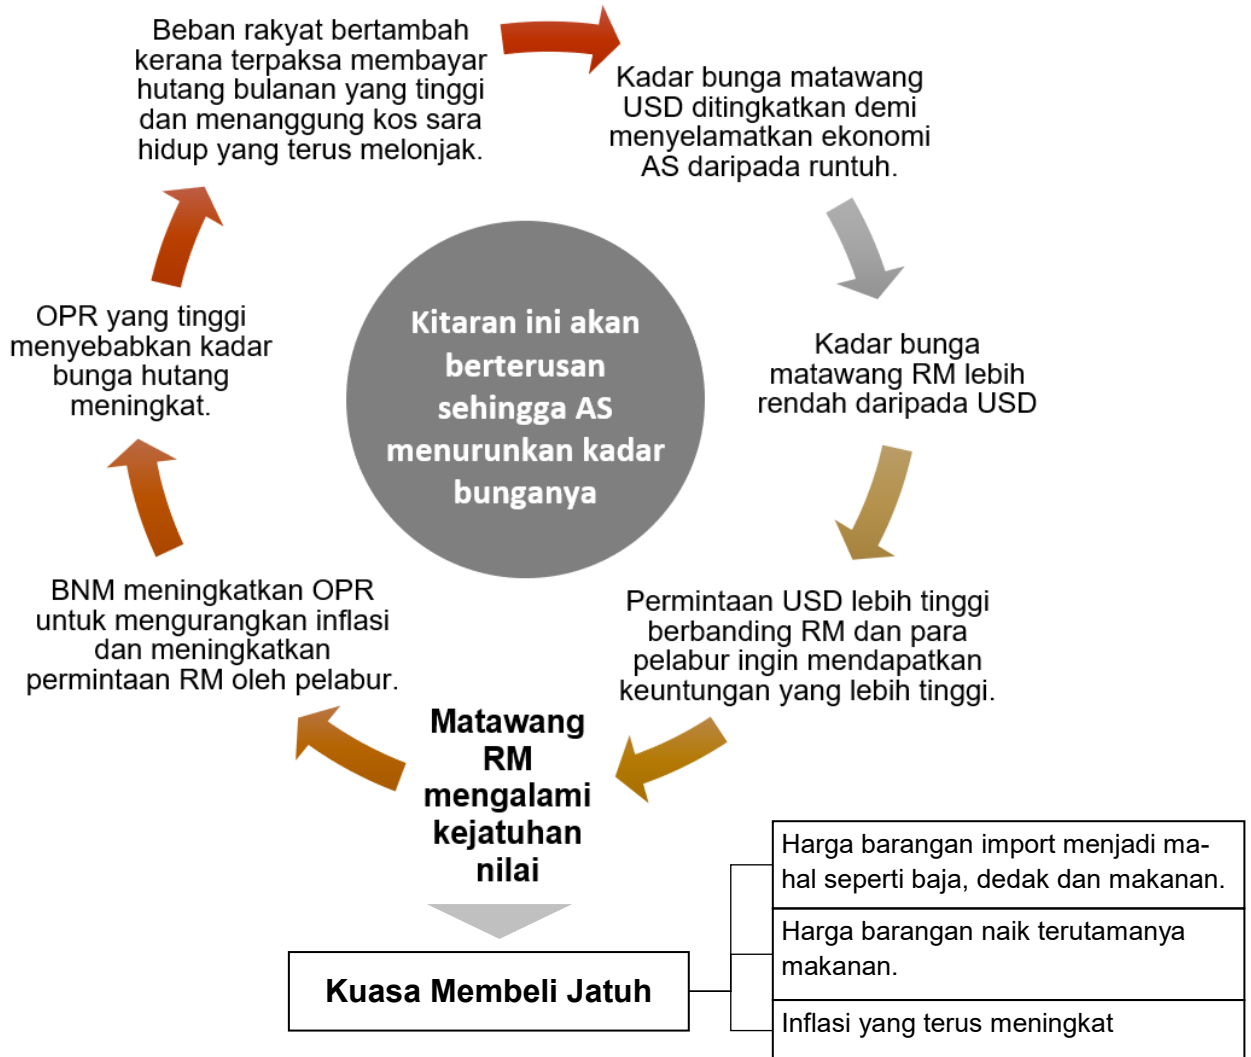 Beban rakyat bertambah
kerana terpaksa membayar
hutang bulanan yang tinggi
dan menanggung kos sara
hidup yang terus melonjak.
Kadar bunga matawang
USD ditingkatkan demi
menyelamatkan ekonomi
AS daripada runtuh.
Kadar bunga
matawang RM lebih
rendah daripada USD
Permintaan USD lebih tinggi
berbanding RM dan para
pelabur ingin mendapatkan
keuntungan yang lebih tinggi.
Matawang
RM
mengalami
kejatuhan
nilai
BNM meningkatkan OPR
untuk mengurangkan inflasi
dan meningkatkan
permintaan RM oleh pelabur.
OPR yang tinggi
menyebabkan kadar
bunga hutang
meningkat.
Kitaran ini akan
berterusan
sehingga AS
menurunkan kadar
bunganya
Kuasa Membeli Jatuh
Harga barangan import menjadi ma-
hal seperti baja, dedak dan makanan.
Harga barangan naik terutamanya
makanan.
Inflasi yang terus meningkat